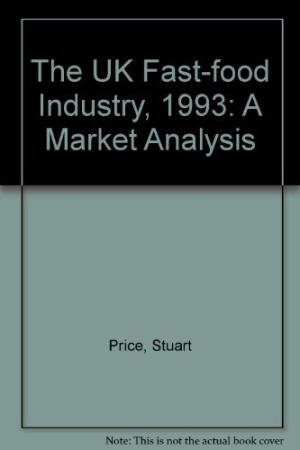 The UK Fast-food
Industry, 1993: A
Market Analysis
Price, Stuart
Note: This is not the actual book cover